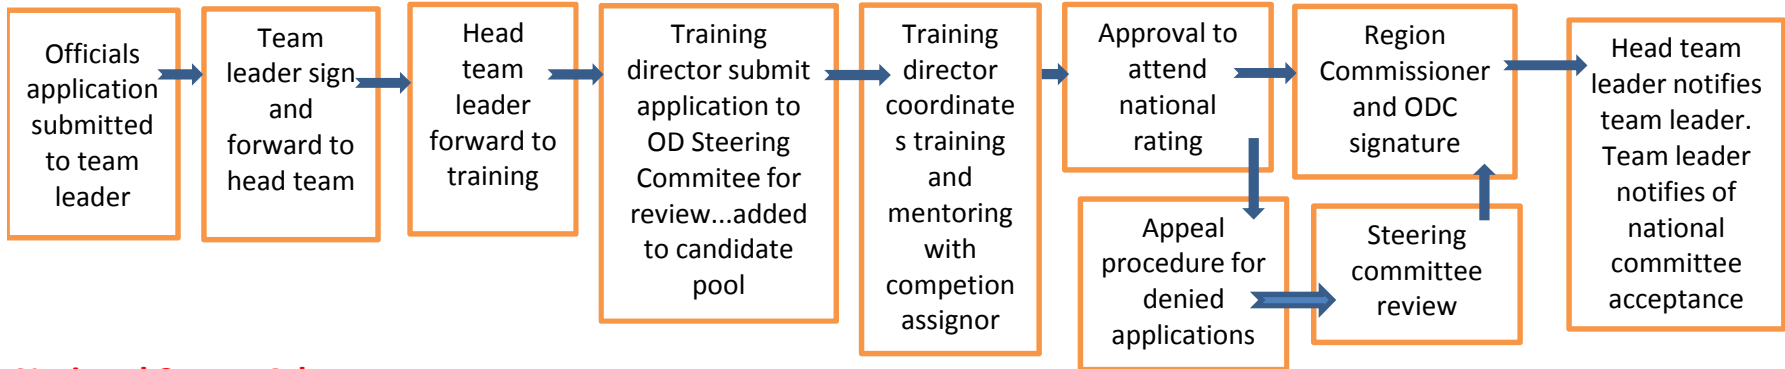 Officials
application
submitted
to team
leader
Team
leader sign
and
forward to
head team
Head
team
leader
forward to
training
Training
director submit
application to
OD Steering
Commitee for
review...added
to candidate
pool
Training
director
coordinate
s training
and
mentoring
with
competion
assignor
Approval to
attend
national
rating
Appeal
procedure for
denied
applications
Steering
committee
review
Region
Commissioner
and ODC
signature
Head team
leader notifies
team leader.
Team leader
notifies of
national
committee
acceptance